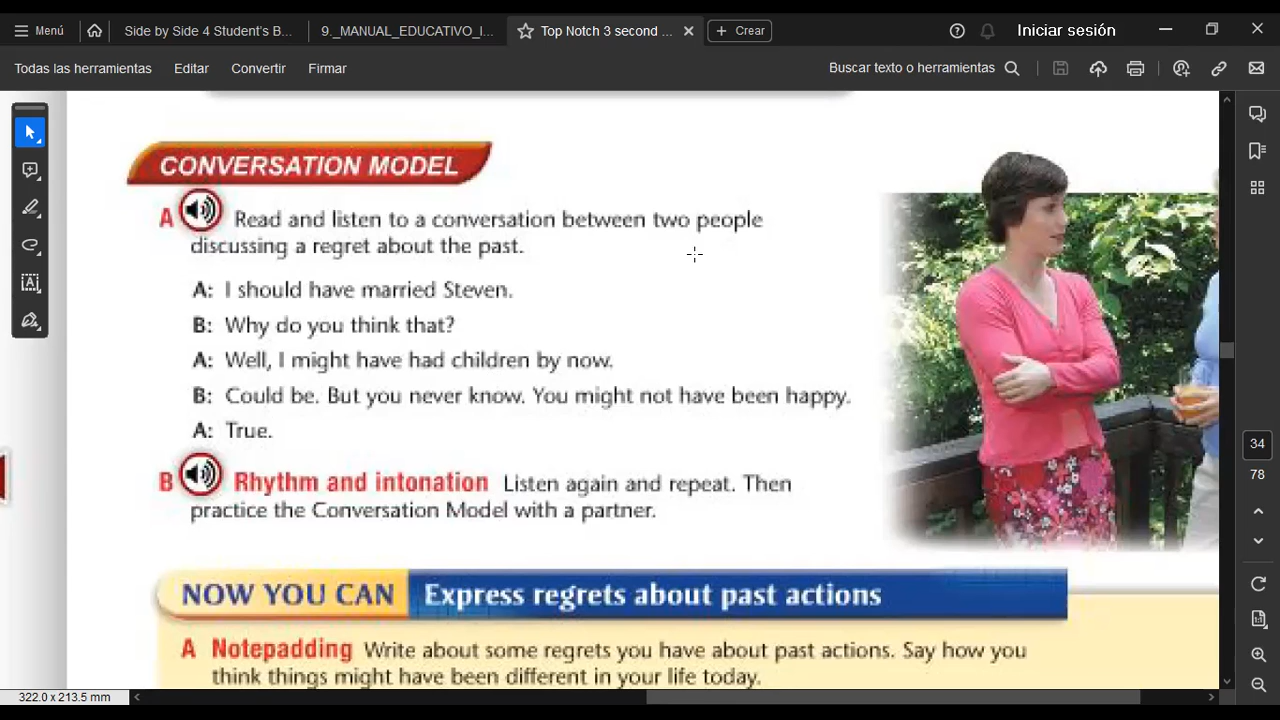 Menú
Side by Side 4 Student's B...
9._MANUAL_EDUCATIVO_I...
Top Notch 3 second ...
Crear
Iniciar sesión
Todas las herramientas
Editar
Convertir
Firmar
Buscar texto o herramientas
CONVERSATION MODEL
A Read and listen to a conversation between two people
discussing a regret about the past.
A: I should have married Steven.
B: Why do you think that?
A: Well, I might have had children by now.
B: Could be. But you never know. You might not have been happy.
A: True.
B Rhythm and intonation Listen again and repeat. Then
practice the Conversation Model with a partner.
NOW YOU CAN Express regrets about past actions
A Notepadding Write about some regrets you have about past actions. Say how you
think things might have been different in your life today.
34
78
322.0 x 213.5 mm